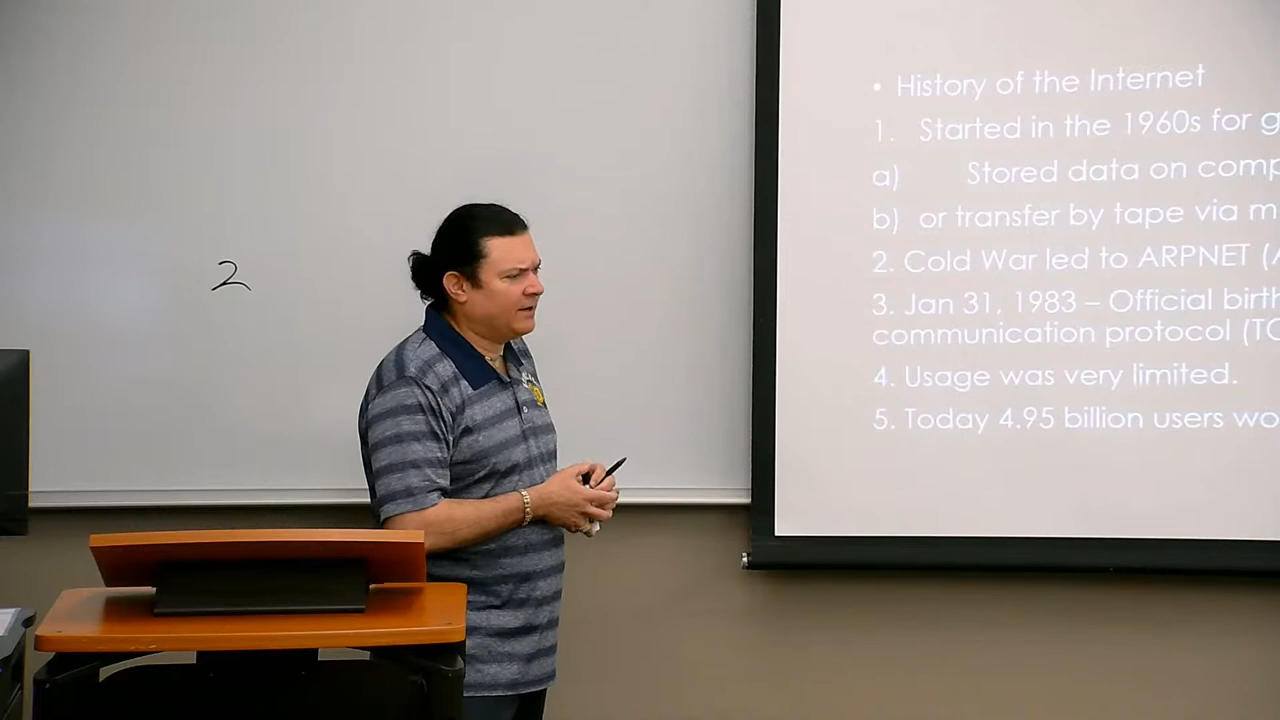 2
• History of the Internet
1. Started in the 1960s for
a) Stored data on
b) or transfer by tape via
2. Cold War led to ARPNET
3. Jan 31, 1983 – Official
communication protocol
4. Usage was very limited.
5. Today 4.95 billion users